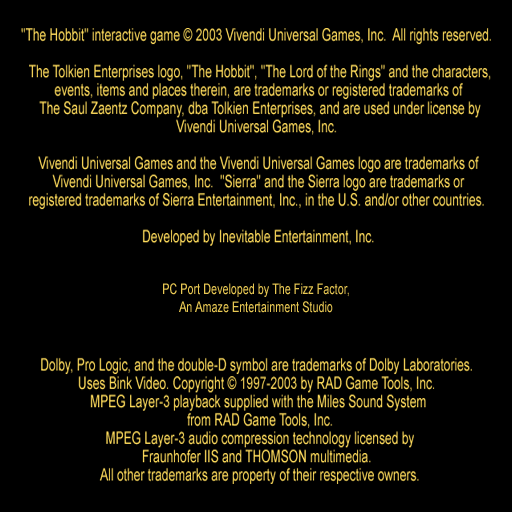 "The Hobbit" interactive game © 2003 Vivendi Universal Games, Inc. All rights reserved.
The Tolkien Enterprises logo, "The Hobbit", "The Lord of the Rings" and the characters,
events, items and places therein, are trademarks or registered trademarks of
The Saul Zaentz Company, dba Tolkien Enterprises, and are used under license by
Vivendi Universal Games, Inc.
Vivendi Universal Games and the Vivendi Universal Games logo are trademarks of
Vivendi Universal Games, Inc. "Sierra" and the Sierra logo are trademarks or
registered trademarks of Sierra Entertainment, Inc., in the U.S. and/or other countries.
Developed by Inevitable Entertainment, Inc.
PC Port Developed by The Fizz Factor,
An Amaze Entertainment Studio
Dolby, Pro Logic, and the double-D symbol are trademarks of Dolby Laboratories.
Uses Bink Video. Copyright © 1997-2003 by RAD Game Tools, Inc.
MPEG Layer-3 playback supplied with the Miles Sound System
from RAD Game Tools, Inc.
MPEG Layer-3 audio compression technology licensed by
Fraunhofer IIS and THOMSON multimedia.
All other trademarks are property of their respective owners.